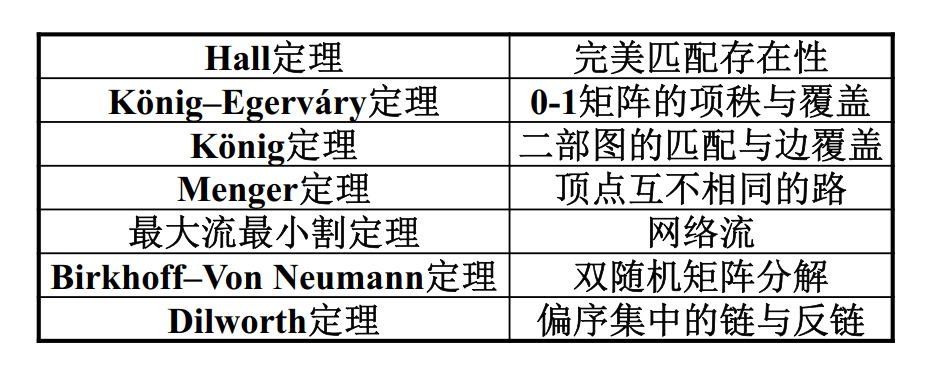 Hall定理 完美匹配存在性
König–Egerváry定理 0-1矩阵的项秩与覆盖
König定理 二部图的匹配与边覆盖
Menger定理 顶点互不相同的路
最大流最小割定理 网络流
Birkhoff–Von Neumann定理 双随机矩阵分解
Dilworth定理 偏序集中的链与反链